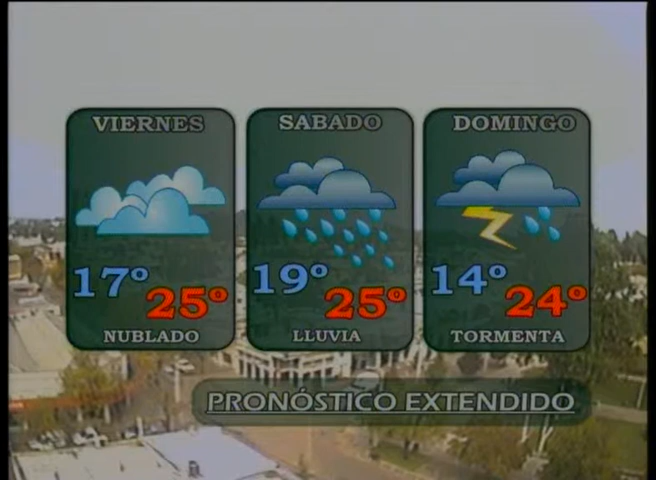 VIERNES
17º
25º
NUBLADO
SABADO
19º
25º
LLUVIA
DOMINGO
14º
24º
TORMENTA
PRONÓSTICO EXTENDIDO